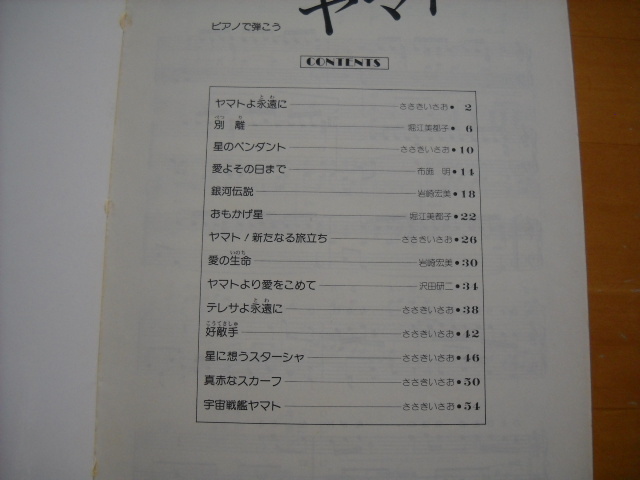 ヤマト
ピアノで弾こう
CONTENTS
ヤマトよ永遠に ささきいさお● 2
別離 堀江美都子● 6
星のペンダント ささきいさお● 10
愛よその日まで 布施 明● 14
銀河伝説 岩崎宏美● 18
おもかげ星 堀江美都子● 22
ヤマト!新たなる旅立ち ささきいさお● 26
愛の生命 岩崎宏美● 30
ヤマトより愛をこめて 沢田研二● 34
テレサよ永遠に ささきいさお● 38
好敵手 ささきいさお● 42
星に想うスターシャ ささきいさお● 46
真赤なスカーフ ささきいさお● 50
宇宙戦艦ヤマト ささきいさお● 54